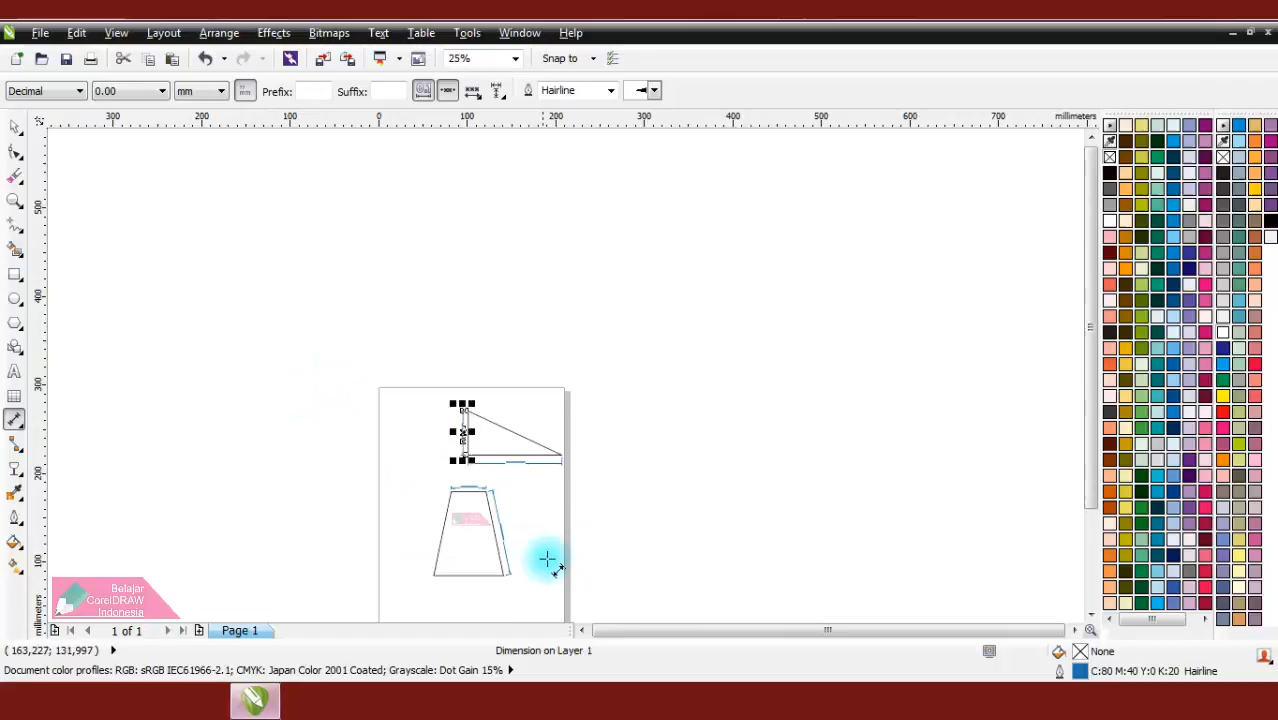 File Edit View Layout Arrange Effects Bitmaps Text Table Tools Window Help
25% Snap to
Decimal 0.00 mm Prefix: Suffix: Hairline
300 200 100 0 100 200 300 400 500 600 700 millimeters
500
400
300
200
100
millimeters
Belajar
CorelDRAW
Indonesia
1 of 1 Page 1
( 163,227; 131,997 ) Dimension on Layer 1 None
Document color profiles: RGB: sRGB IEC61966-2.1; CMYK: Japan Color 2001 Coated; Grayscale: Dot Gain 15% C:80 M:40 Y:0 K:20 Hairline